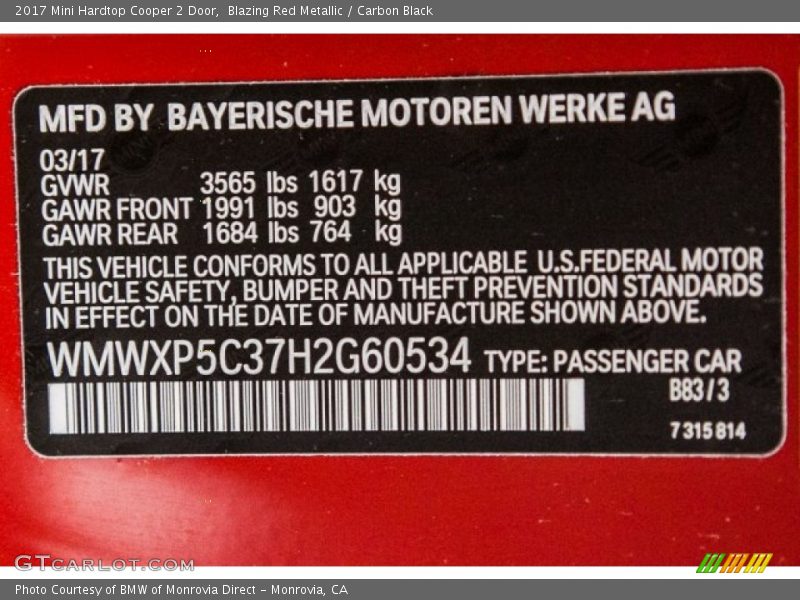 2017 Mini Hardtop Cooper 2 Door, Blazing Red Metallic / Carbon Black
MFD BY BAYERISCHE MOTOREN WERKE AG
03/17
GVWR 3565 lbs 1617 kg
GAWR FRONT 1991 lbs 903 kg
GAWR REAR 1684 lbs 764 kg
THIS VEHICLE CONFORMS TO ALL APPLICABLE U.S.FEDERAL MOTOR
VEHICLE SAFETY, BUMPER AND THEFT PREVENTION STANDARDS
IN EFFECT ON THE DATE OF MANUFACTURE SHOWN ABOVE.
WMWXP5C37H2G60534 TYPE: PASSENGER CAR
B83/3
7 315 814
GTCARLOT.COM
Photo Courtesy of BMW of Monrovia Direct – Monrovia, CA